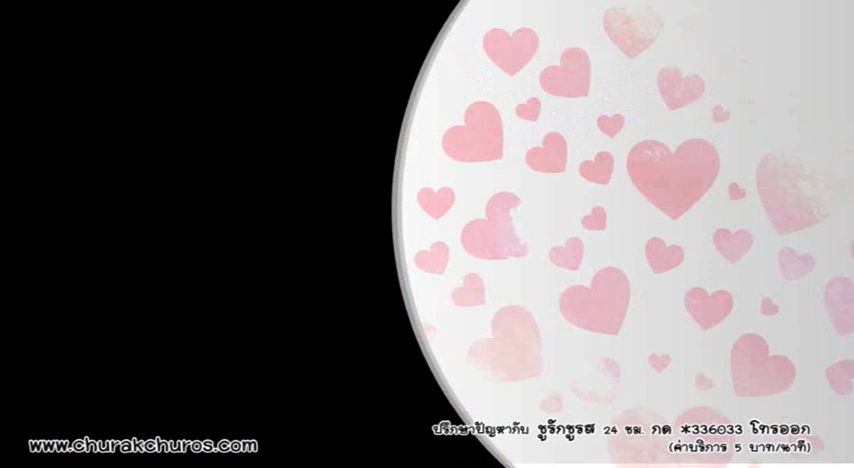 www.churakchuros.com
ปรึกษาปัญหากับ ชูรักชูรส 24 ชม. กด *336033 โทรออก
(ค่าบริการ 5 บาท/นาที)